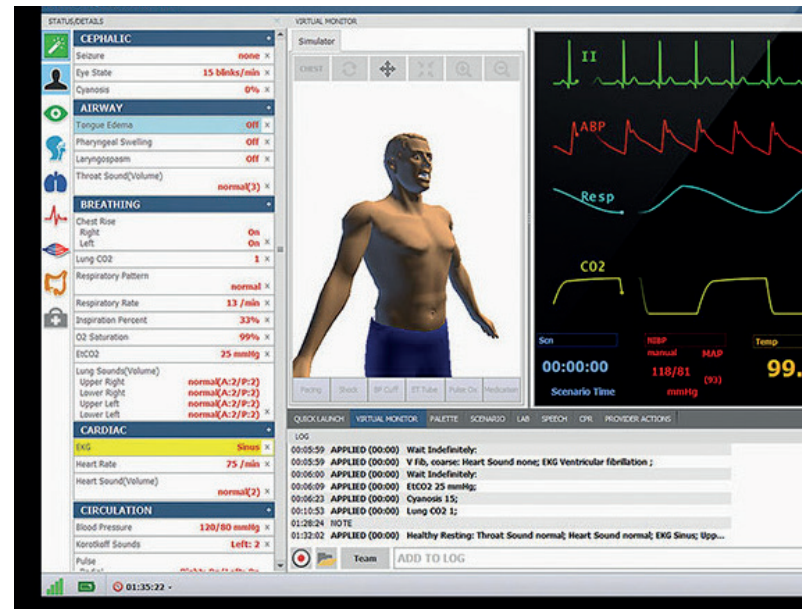 STATUS/DETAILS
CEPHALIC
Seizure none ×
Eye State 15 blinks/min ×
Cyanosis 0% ×
AIRWAY
Tongue Edema Off ×
Pharyngeal Swelling Off ×
Laryngospasm Off ×
Throat Sound(Volume)
normal(3) ×
BREATHING
Chest Rise
Right On
Left On ×
Lung CO2 1 ×
Respiratory Pattern
normal ×
Respiratory Rate 13 /min ×
Inspiration Percent 33% ×
O2 Saturation 99% ×
EtCO2 25 mmHg ×
Lung Sounds(Volume)
Upper Right normal(A:2/P:2)
Lower Right normal(A:2/P:2)
Upper Left normal(A:2/P:2)
Lower Left normal(A:2/P:2) ×
CARDIAC
EKG Sinus ×
Heart Rate 75 /min ×
Heart Sound(Volume)
normal(2) ×
CIRCULATION
Blood Pressure 120/80 mmHg ×
Korotkoff Sounds Left: 2 ×
Pulse
01:35:22
VIRTUAL MONITOR
Simulator
CHEST
Pacing Shock BP Cuff ET Tube Pulse Ox Medication
II
ABP
Resp
CO2
Scn
00:00:00
Scenario Time
NIBP
manual MAP
118/81 (93)
mmHg
Temp
99.
QUICK LAUNCH VIRTUAL MONITOR PALETTE SCENARIO LAB SPEECH CPR PROVIDER ACTIONS
LOG
00:05:59 APPLIED (00:00) Wait Indefinitely:
00:05:59 APPLIED (00:00) V Fib, coarse: Heart Sound none; EKG Ventricular fibrillation ;
00:06:00 APPLIED (00:00) Wait Indefinitely:
00:06:09 APPLIED (00:00) EtCO2 25 mmHg;
00:06:23 APPLIED (00:00) Cyanosis 15;
00:10:53 APPLIED (00:00) Lung CO2 1;
01:28:24 NOTE
01:32:02 APPLIED (00:00) Healthy Resting: Throat Sound normal; Heart Sound normal; EKG Sinus; Upp...
Team ADD TO LOG